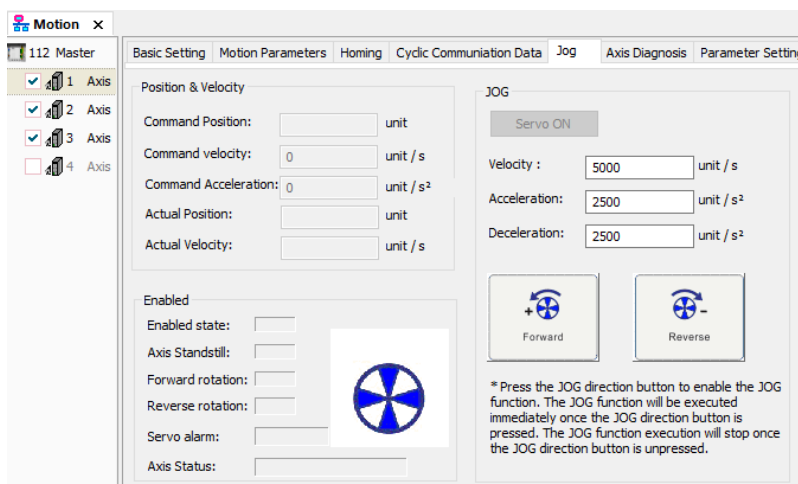 Motion X
112 Master
1 Axis
2 Axis
3 Axis
4 Axis
Basic Setting Motion Parameters Homing Cyclic Communiation Data Jog Axis Diagnosis Parameter Setting
Position & Velocity
Command Position: unit
Command velocity: 0 unit / s
Command Acceleration: 0 unit / s²
Actual Position: unit
Actual Velocity: unit / s
Enabled
Enabled state:
Axis Standstill:
Forward rotation:
Reverse rotation:
Servo alarm:
Axis Status:
JOG
Servo ON
Velocity : 5000 unit / s
Acceleration: 2500 unit / s²
Deceleration: 2500 unit / s²
+ Forward
- Reverse
* Press the JOG direction button to enable the JOG
function. The JOG function will be executed
immediately once the JOG direction button is
pressed. The JOG function execution will stop once
the JOG direction button is unpressed.